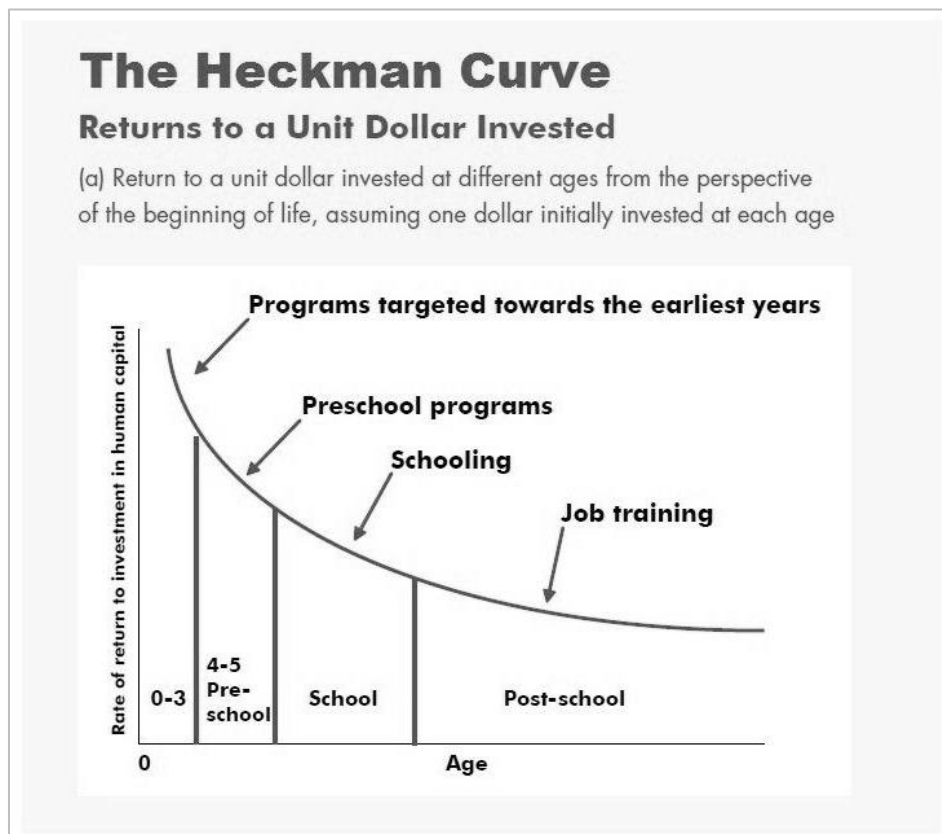 The Heckman Curve
Returns to a Unit Dollar Invested
(a) Return to a unit dollar invested at different ages from the perspective
of the beginning of life, assuming one dollar initially invested at each age
Programs targeted towards the earliest years
Preschool programs
Schooling
Job training
Rate of return to investment in human capital
0-3
4-5
Pre-
school
School
Post-school
0
Age